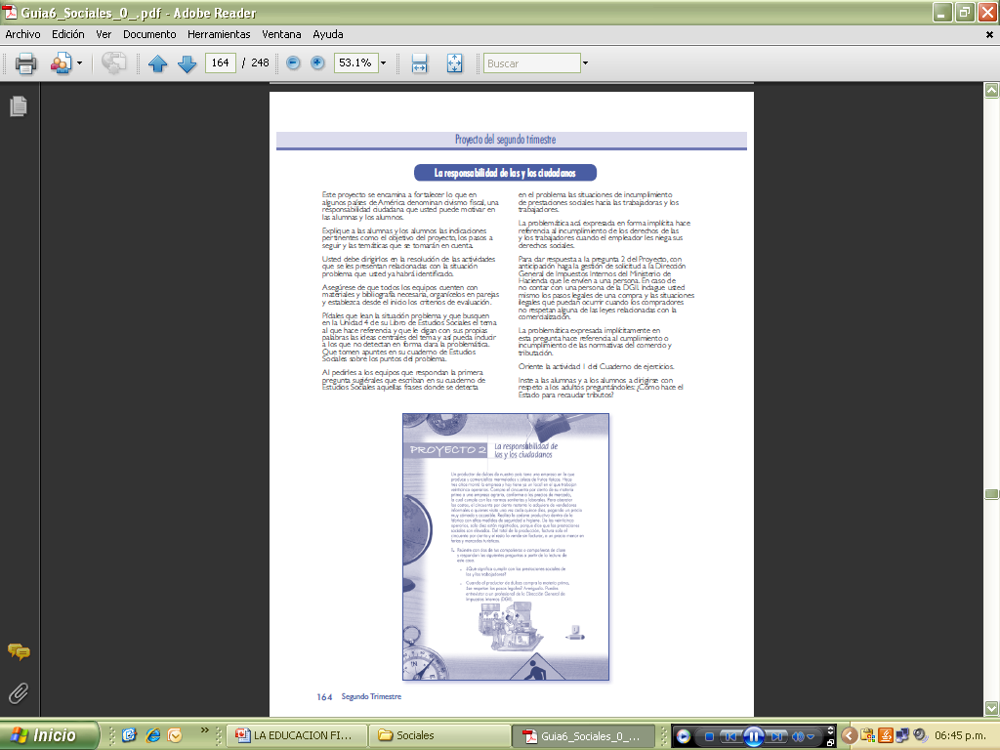 Guia6_Sociales_0_.pdf - Adobe Reader
Archivo Edición Ver Documento Herramientas Ventana Ayuda
164 / 248 53.1% Buscar
Proyecto del segundo trimestre
La responsabilidad de las y los ciudadanos
Este proyecto se encamina a fortalecer lo que en
algunos países de América denominan civismo fiscal, una
responsabilidad ciudadana que usted puede motivar en
las alumnas y los alumnos.
Explique a las alumnas y los alumnos las indicaciones
pertinentes como el objetivo del proyecto, los pasos a
seguir y las temáticas que se tomarán en cuenta.
Usted debe dirigirlos en la resolución de las actividades
que se les presentan relacionadas con la situación
problema que usted ya habrá identificado.
Asegúrese de que todos los equipos cuenten con
materiales y bibliografía necesaria, organícelos en parejas
y establezca desde el inicio los criterios de evaluación.
Pídales que lean la situación problema y que busquen
en la Unidad 4 de su Libro de Estudios Sociales el tema
al que hace referencia y que le digan con sus propias
palabras las ideas centrales del tema y así pueda inducir
a los que no detectan en forma clara la problemática.
Que tomen apuntes en su cuaderno de Estudios
Sociales sobre los puntos del problema.
Al pedirles a los equipos que respondan la primera
pregunta sugiérales que escriban en su cuaderno de
Estudios Sociales aquellas frases donde se detecta
en el problema las situaciones de incumplimiento
de prestaciones sociales hacia las trabajadoras y los
trabajadores.
La problemática acá expresada en forma implícita hace
referencia al incumplimiento de los derechos de las
y los trabajadores cuando el empleador les niega sus
derechos sociales.
Para dar respuesta a la pregunta 2 del Proyecto, con
anticipación haga la gestión de solicitud a la Dirección
General de Impuestos Internos del Ministerio de
Hacienda que le envíen a una persona. En caso de
no contar con una persona de la DGII, indague usted
mismo los pasos legales de una compra y las situaciones
ilegales que puedan ocurrir cuando los compradores
no respetan alguna de las leyes relacionadas con la
comercialización.
La problemática expresada implícitamente en
esta pregunta hace referencia al cumplimiento o
incumplimiento de las normativas del comercio y
tributación.
Oriente la actividad 1 del Cuaderno de ejercicios.
Inste a las alumnas y a los alumnos a dirigirse con
respeto a los adultos preguntándoles: ¿Cómo hace el
Estado para recaudar tributos?
PROYECTO 2
La responsabilidad de
las y los ciudadanos
164 Segundo Trimestre
Inicio
LA EDUCACION FI...
Sociales
Guia6_Sociales_0_...
06:45 p.m.